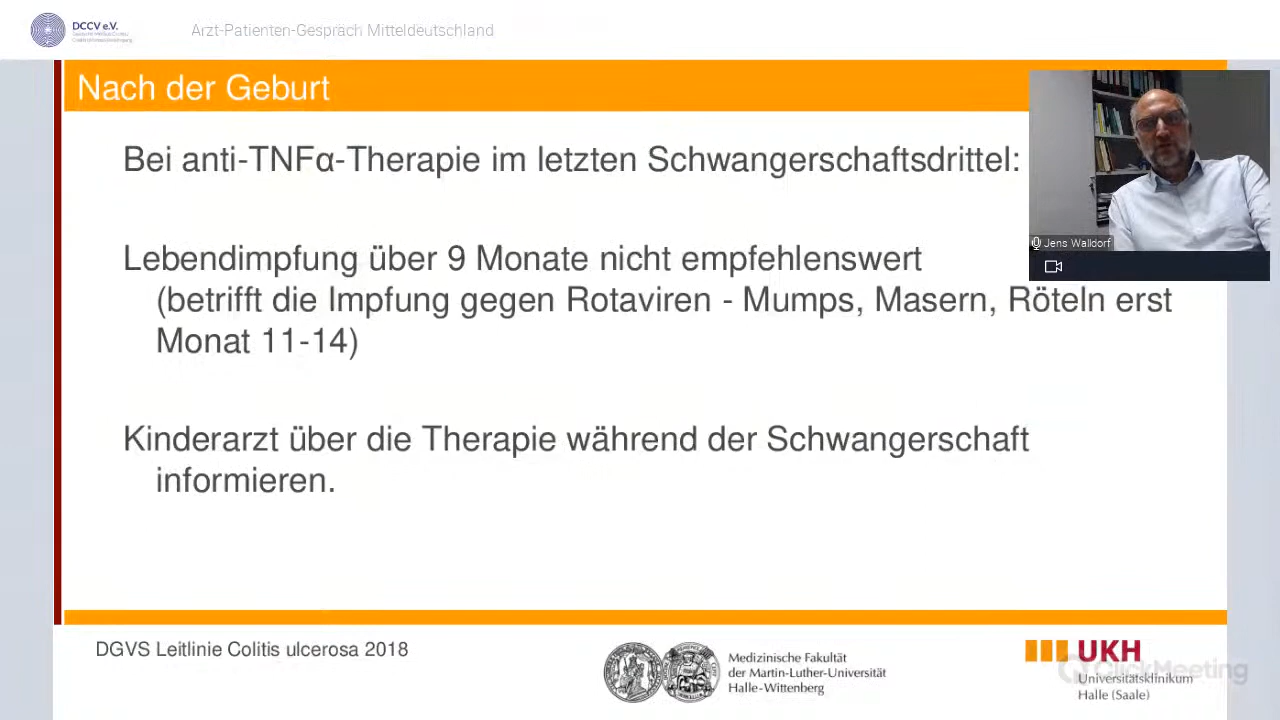 DCCV e.V.
Arzt-Patienten-Gespräch Mitteldeutschland
Nach der Geburt
Bei anti-TNFα-Therapie im letzten Schwangerschaftsdrittel:
Jens Walldorf
Lebendimpfung über 9 Monate nicht empfehlenswert
(betrifft die Impfung gegen Rotaviren - Mumps, Masern, Röteln erst
Monat 11-14)
Kinderarzt über die Therapie während der Schwangerschaft
informieren.
DGVS Leitlinie Colitis ulcerosa 2018
Medizinische Fakultät
der Martin-Luther-Universität
Halle-Wittenberg
UKH
ClickMeeting
Universitätsklinikum
Halle (Saale)